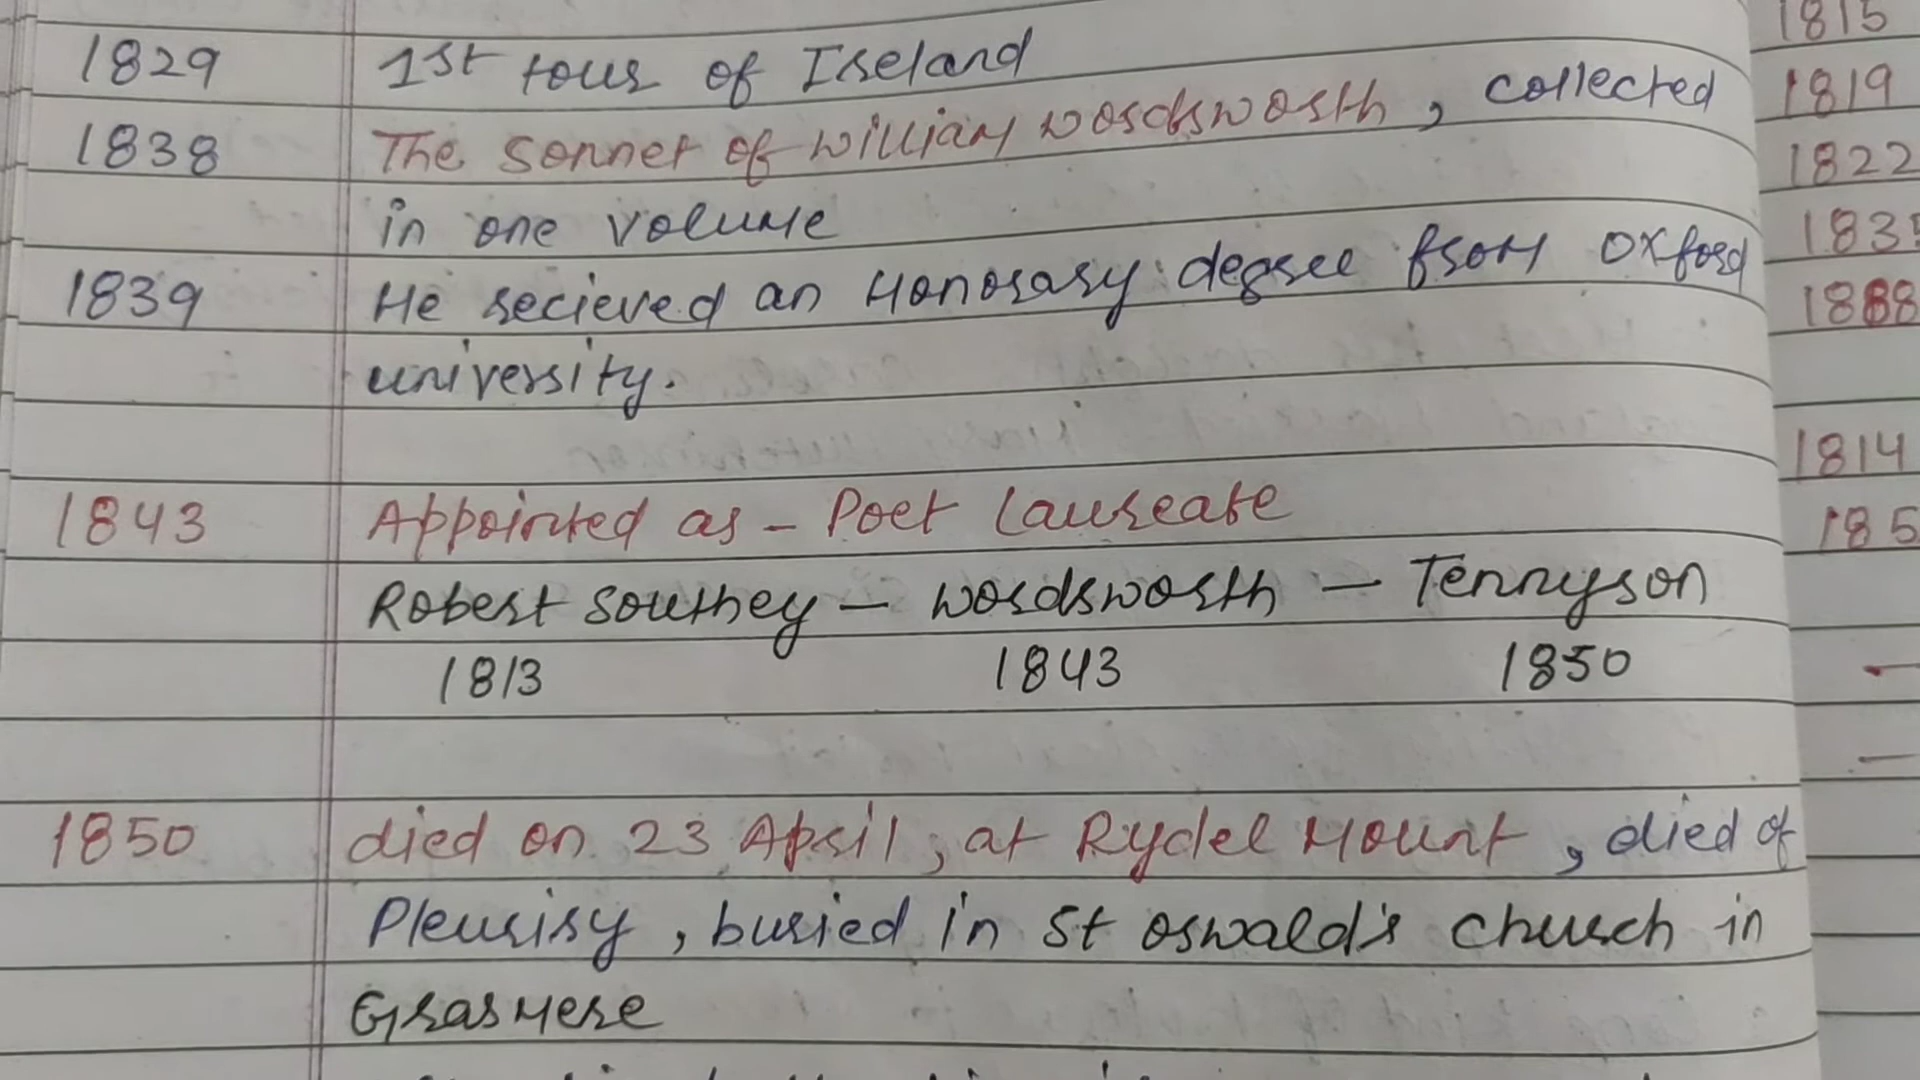 1829 1st tour of Ireland
1838 The sonnet of William Wordsworth, collected
in one volume
1839 He recieved an Honorary degree from Oxford
university.
1843 Appointed as - Poet Laureate
Robert Southey - Wordsworth - Tennyson
1813 1843 1850
1850 died on 23 April, at Rydel Mount, died of
Pleurisy, buried in St Oswald's church in
Grasmere
1815
1819
1822
1814